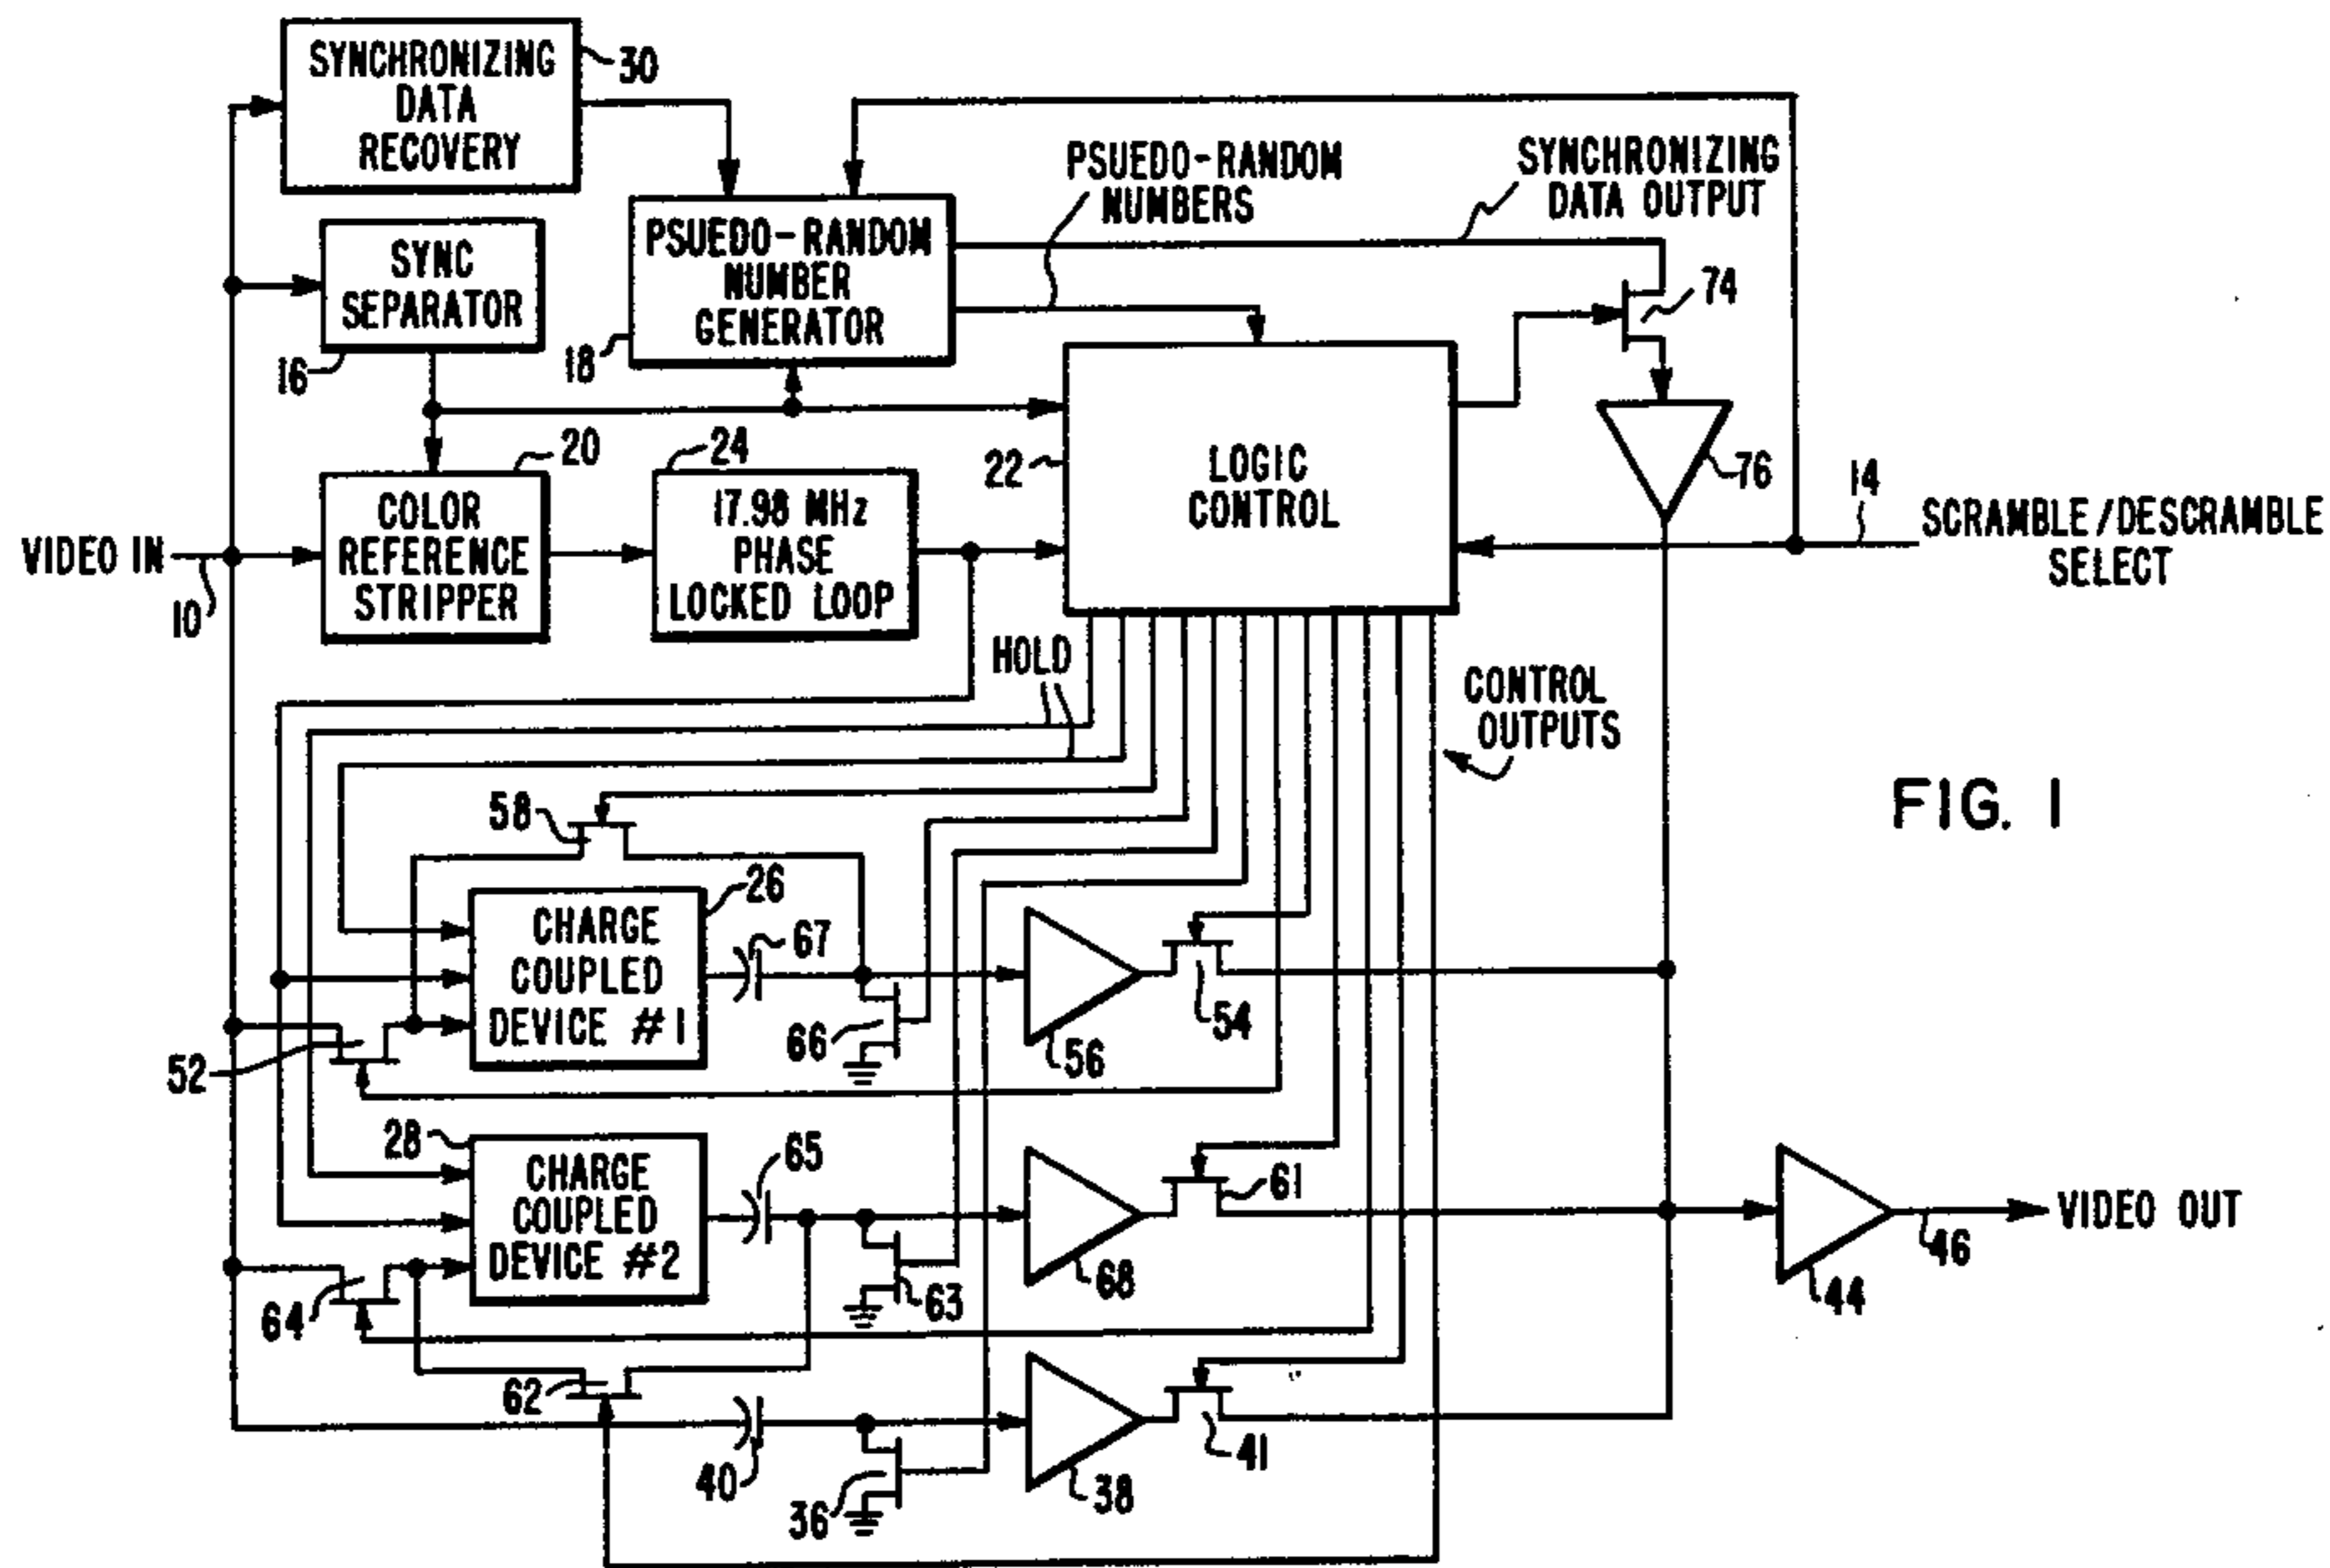 SYNCHRONIZING
DATA
RECOVERY
30
SYNC
SEPARATOR
16
PSUEDO-RANDOM
NUMBER
GENERATOR
18
PSUEDO-RANDOM
NUMBERS
SYNCHRONIZING
DATA OUTPUT
74
76
VIDEO IN
10
COLOR
REFERENCE
STRIPPER
20
24
17.98 MHz
PHASE
LOCKED LOOP
22
LOGIC
CONTROL
14
SCRAMBLE/DESCRAMBLE
SELECT
HOLD
CONTROL
OUTPUTS
FIG. 1
58
26
CHARGE
COUPLED
DEVICE #1
67
66
56
54
52
28
CHARGE
COUPLED
DEVICE #2
65
63
68
61
64
62
40
36
38
41
44
46
VIDEO OUT